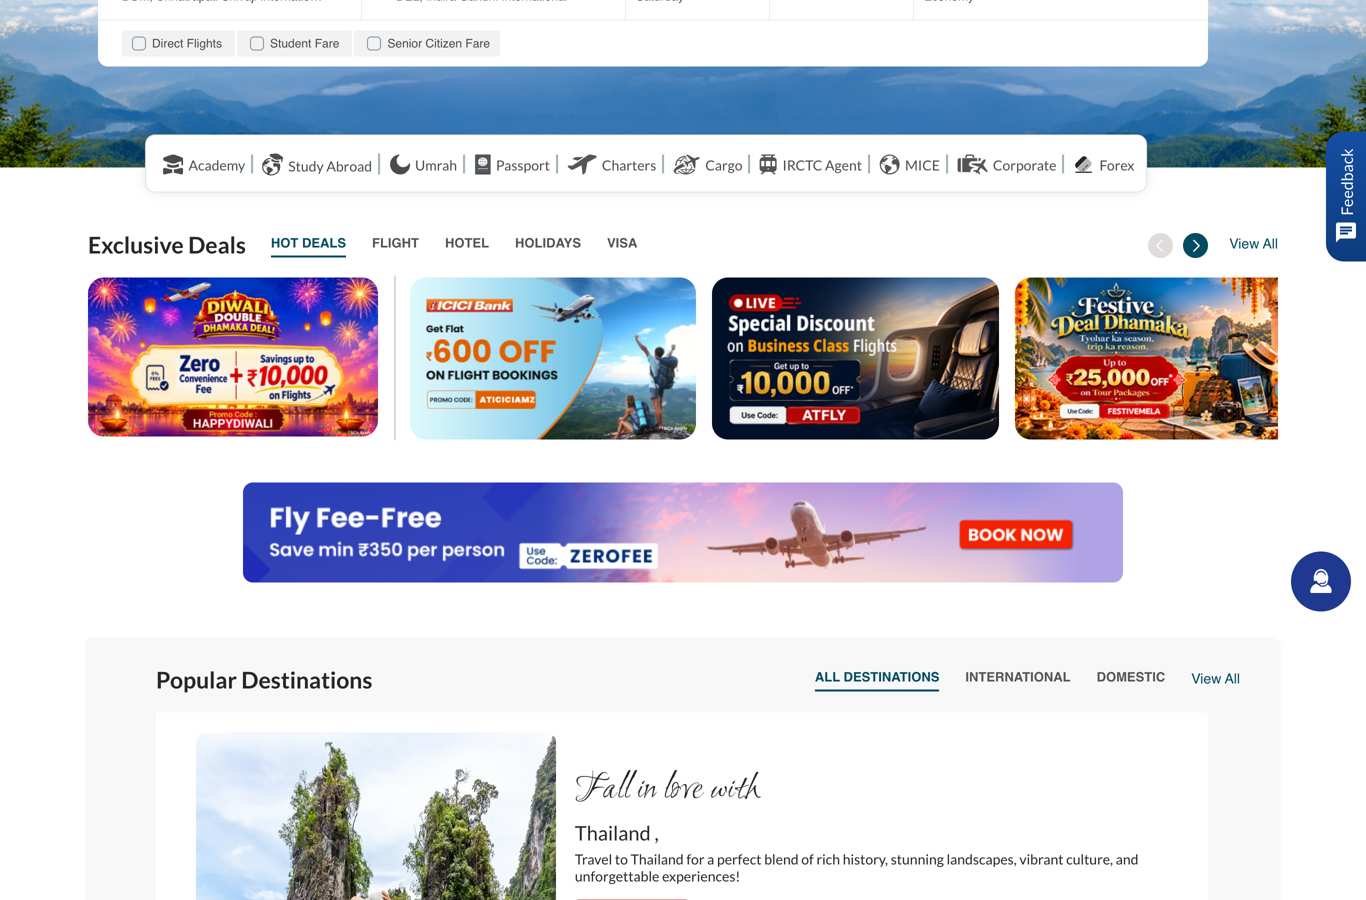 Direct Flights
Student Fare
Senior Citizen Fare
Academy
Study Abroad
Umrah
Passport
Charters
Cargo
IRCTC Agent
MICE
Corporate
Forex
Feedback
Exclusive Deals
HOT DEALS
FLIGHT
HOTEL
HOLIDAYS
VISA
View All
DIWALI
DOUBLE
DHAMAKA DEAL!
Zero
Convenience
Fee
+
Savings up to
₹10,000
on Flights
Promo Code :
HAPPYDIWALI
ICICI Bank
Get Flat
₹600 OFF
ON FLIGHT BOOKINGS
PROMO CODE: ATICICIAMZ
LIVE
Special Discount
on Business Class Flights
Get up to
₹10,000 OFF*
Use Code: ATFLY
Festive
Deal Dhamaka
Tyohar ka season,
trip ka reason.
Up to
₹25,000 OFF*
on Tour Packages
Use Code: FESTIVEMELA
Fly Fee-Free
Save min ₹350 per person
Use
Code: ZEROFEE
BOOK NOW
Popular Destinations
ALL DESTINATIONS
INTERNATIONAL
DOMESTIC
View All
Fall in love with
Thailand ,
Travel to Thailand for a perfect blend of rich history, stunning landscapes, vibrant culture, and
unforgettable experiences!